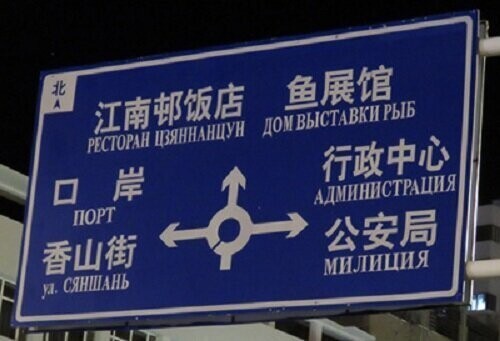 北
江南邨饭店
РЕСТОРАН ЦЗЯННАНЦУН
鱼展馆
ДОМ ВЫСТАВКИ РЫБ
口岸
ПОРТ
行政中心
АДМИНИСТРАЦИЯ
香山街
ул. СЯНШАНЬ
公安局
МИЛИЦИЯ